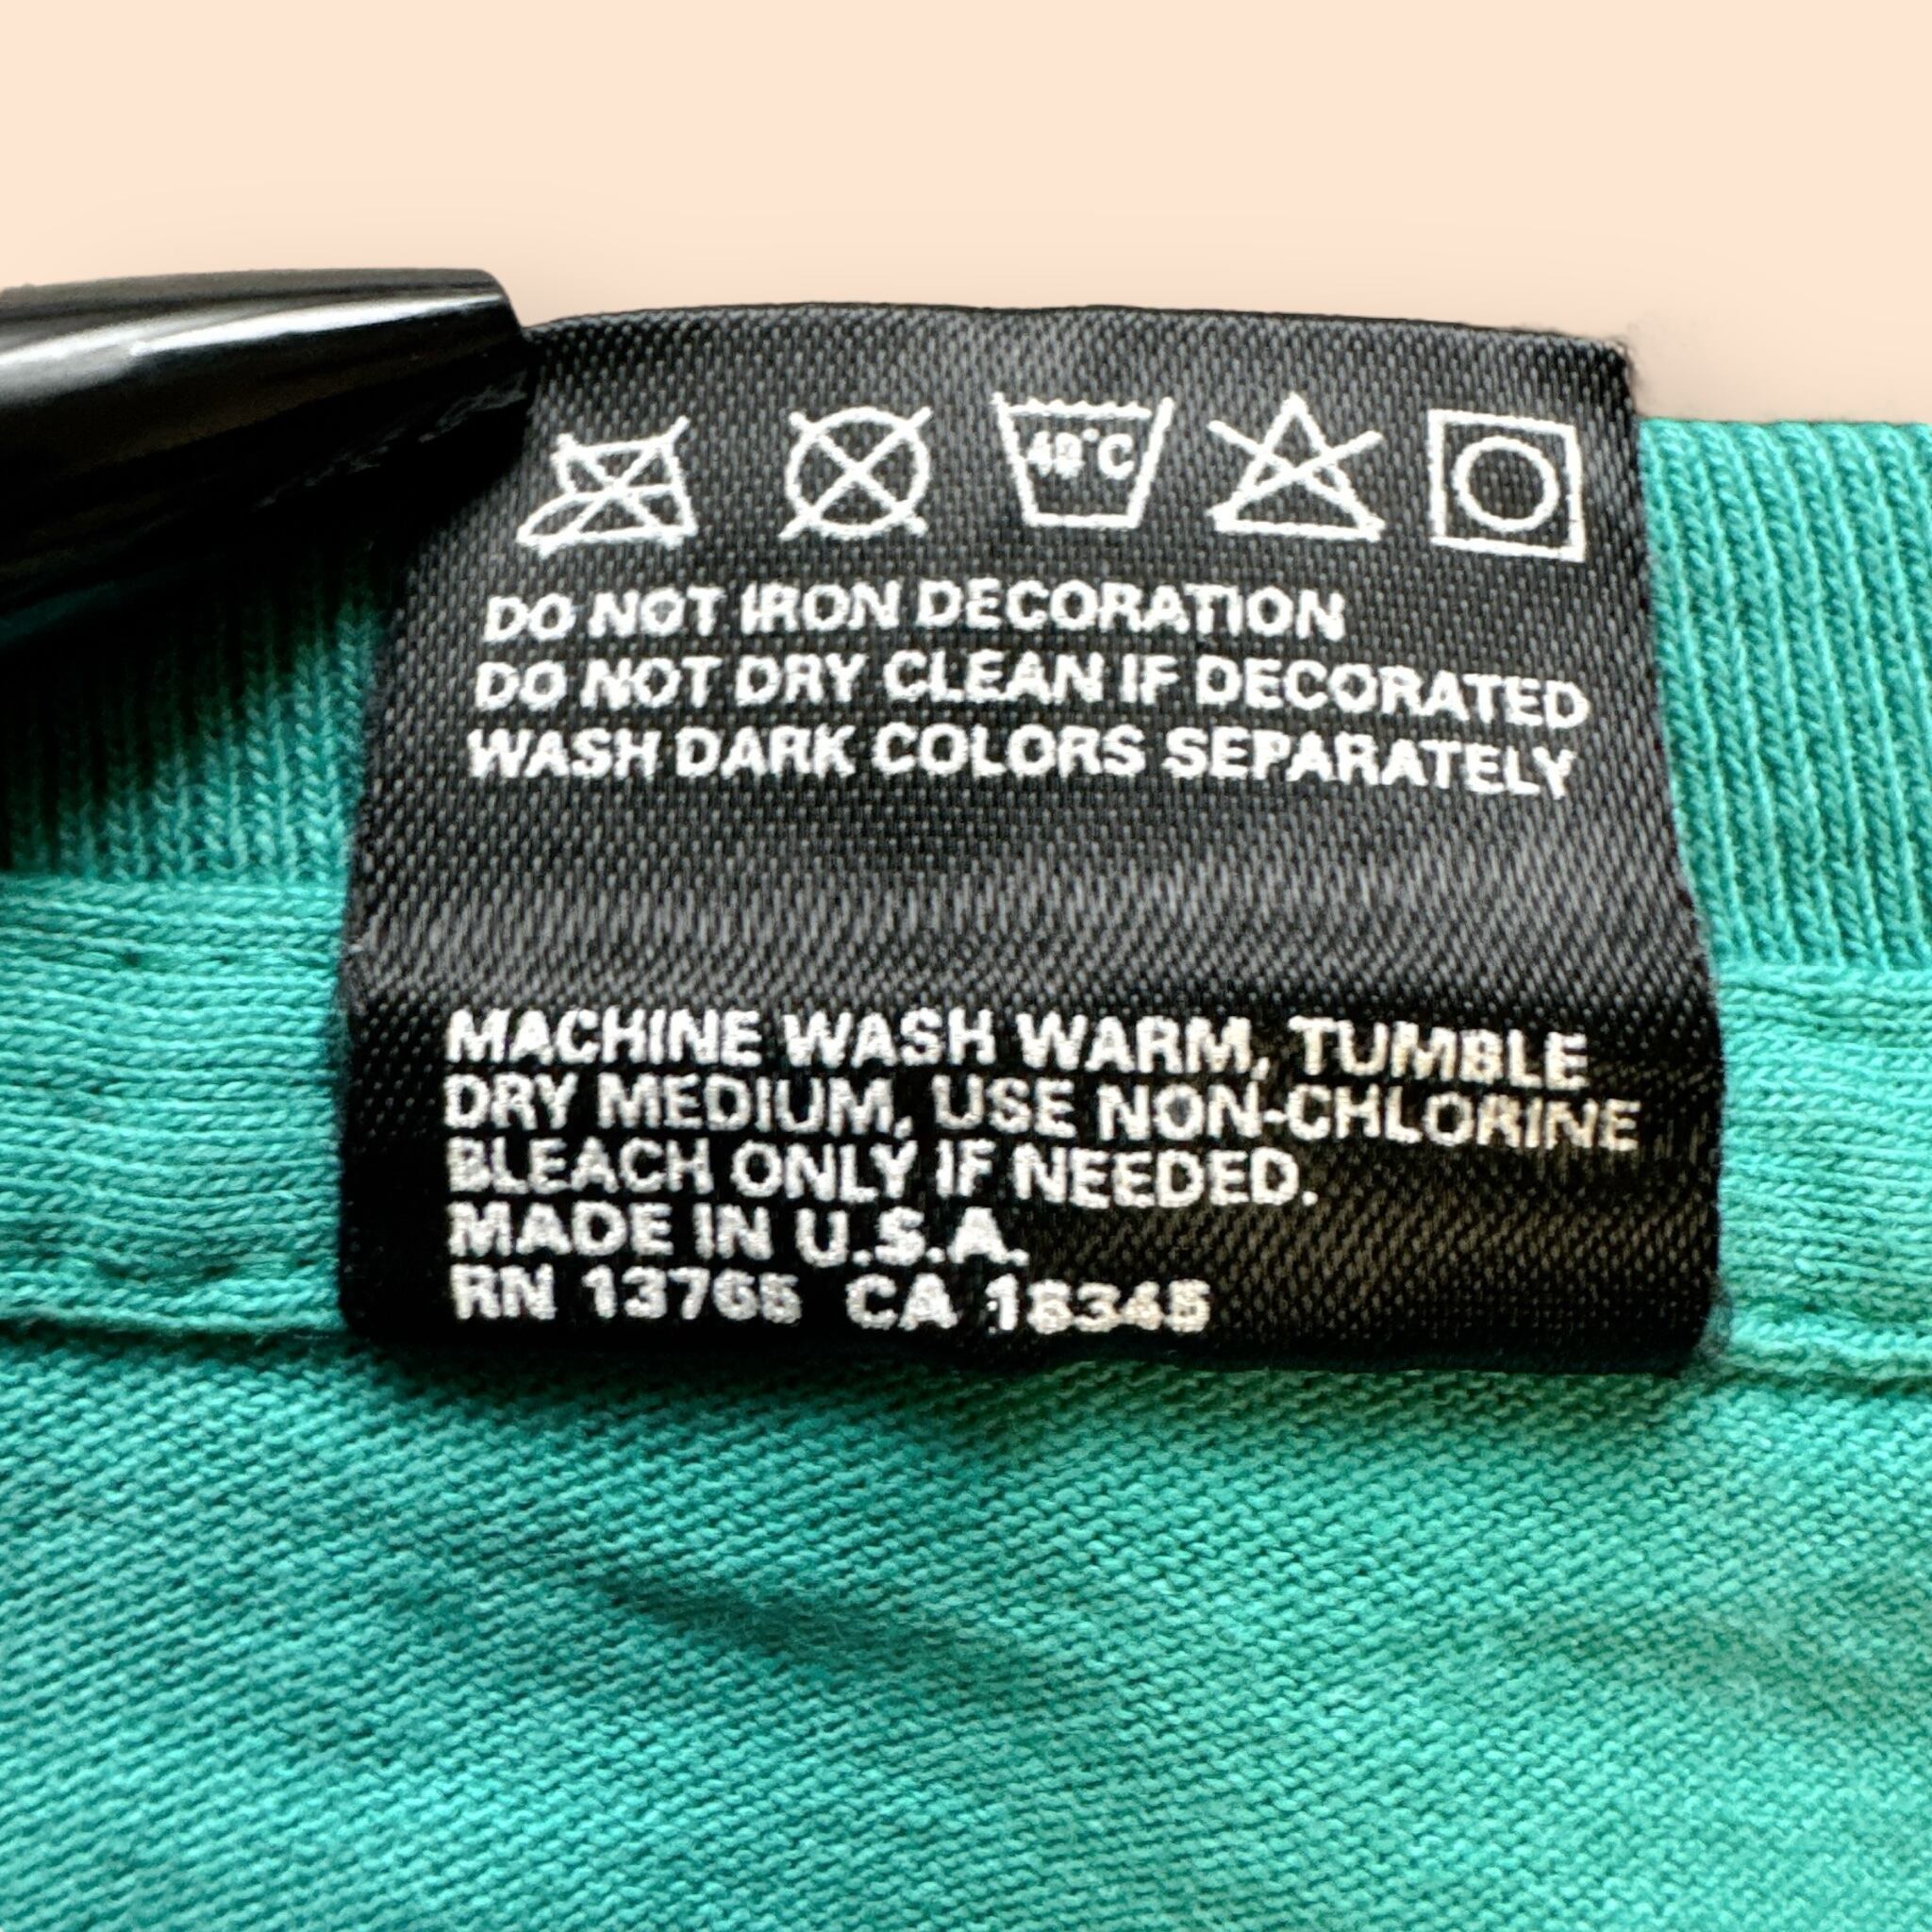 40°C
DO NOT IRON DECORATION
DO NOT DRY CLEAN IF DECORATED
WASH DARK COLORS SEPARATELY
MACHINE WASH WARM, TUMBLE
DRY MEDIUM, USE NON-CHLORINE
BLEACH ONLY IF NEEDED.
MADE IN U.S.A.
RN 13765 CA 18345